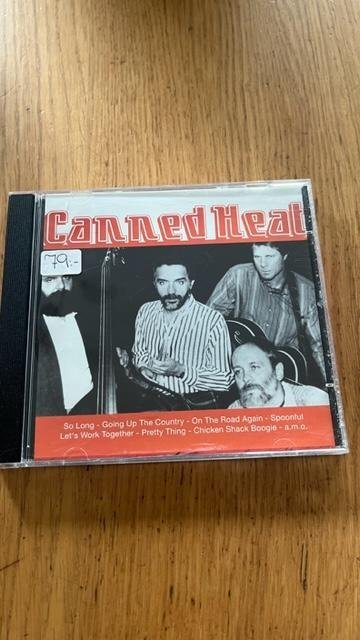 Canned Heat
79:-
So Long - Going Up The Country - On The Road Again - Spoonful
Let's Work Together - Pretty Thing - Chicken Shack Boogie - a.m.o.